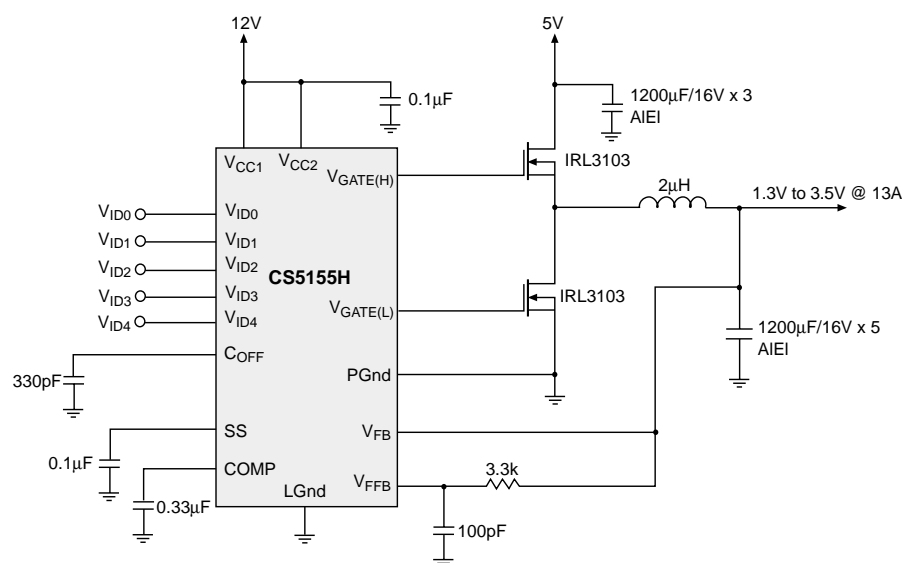 12V
5V
0.1μF
1200μF/16V x 3
AlEl
VCC1
VCC2
VGATE(H)
IRL3103
2μH
1.3V to 3.5V @ 13A
VID0
VID0
VID1
VID1
VID2
VID2
CS5155H
VID3
VID3
VID4
VID4
VGATE(L)
IRL3103
1200μF/16V x 5
AlEl
COFF
330pF
PGnd
SS
VFB
0.1μF
COMP
3.3k
VFFB
0.33μF
LGnd
100pF